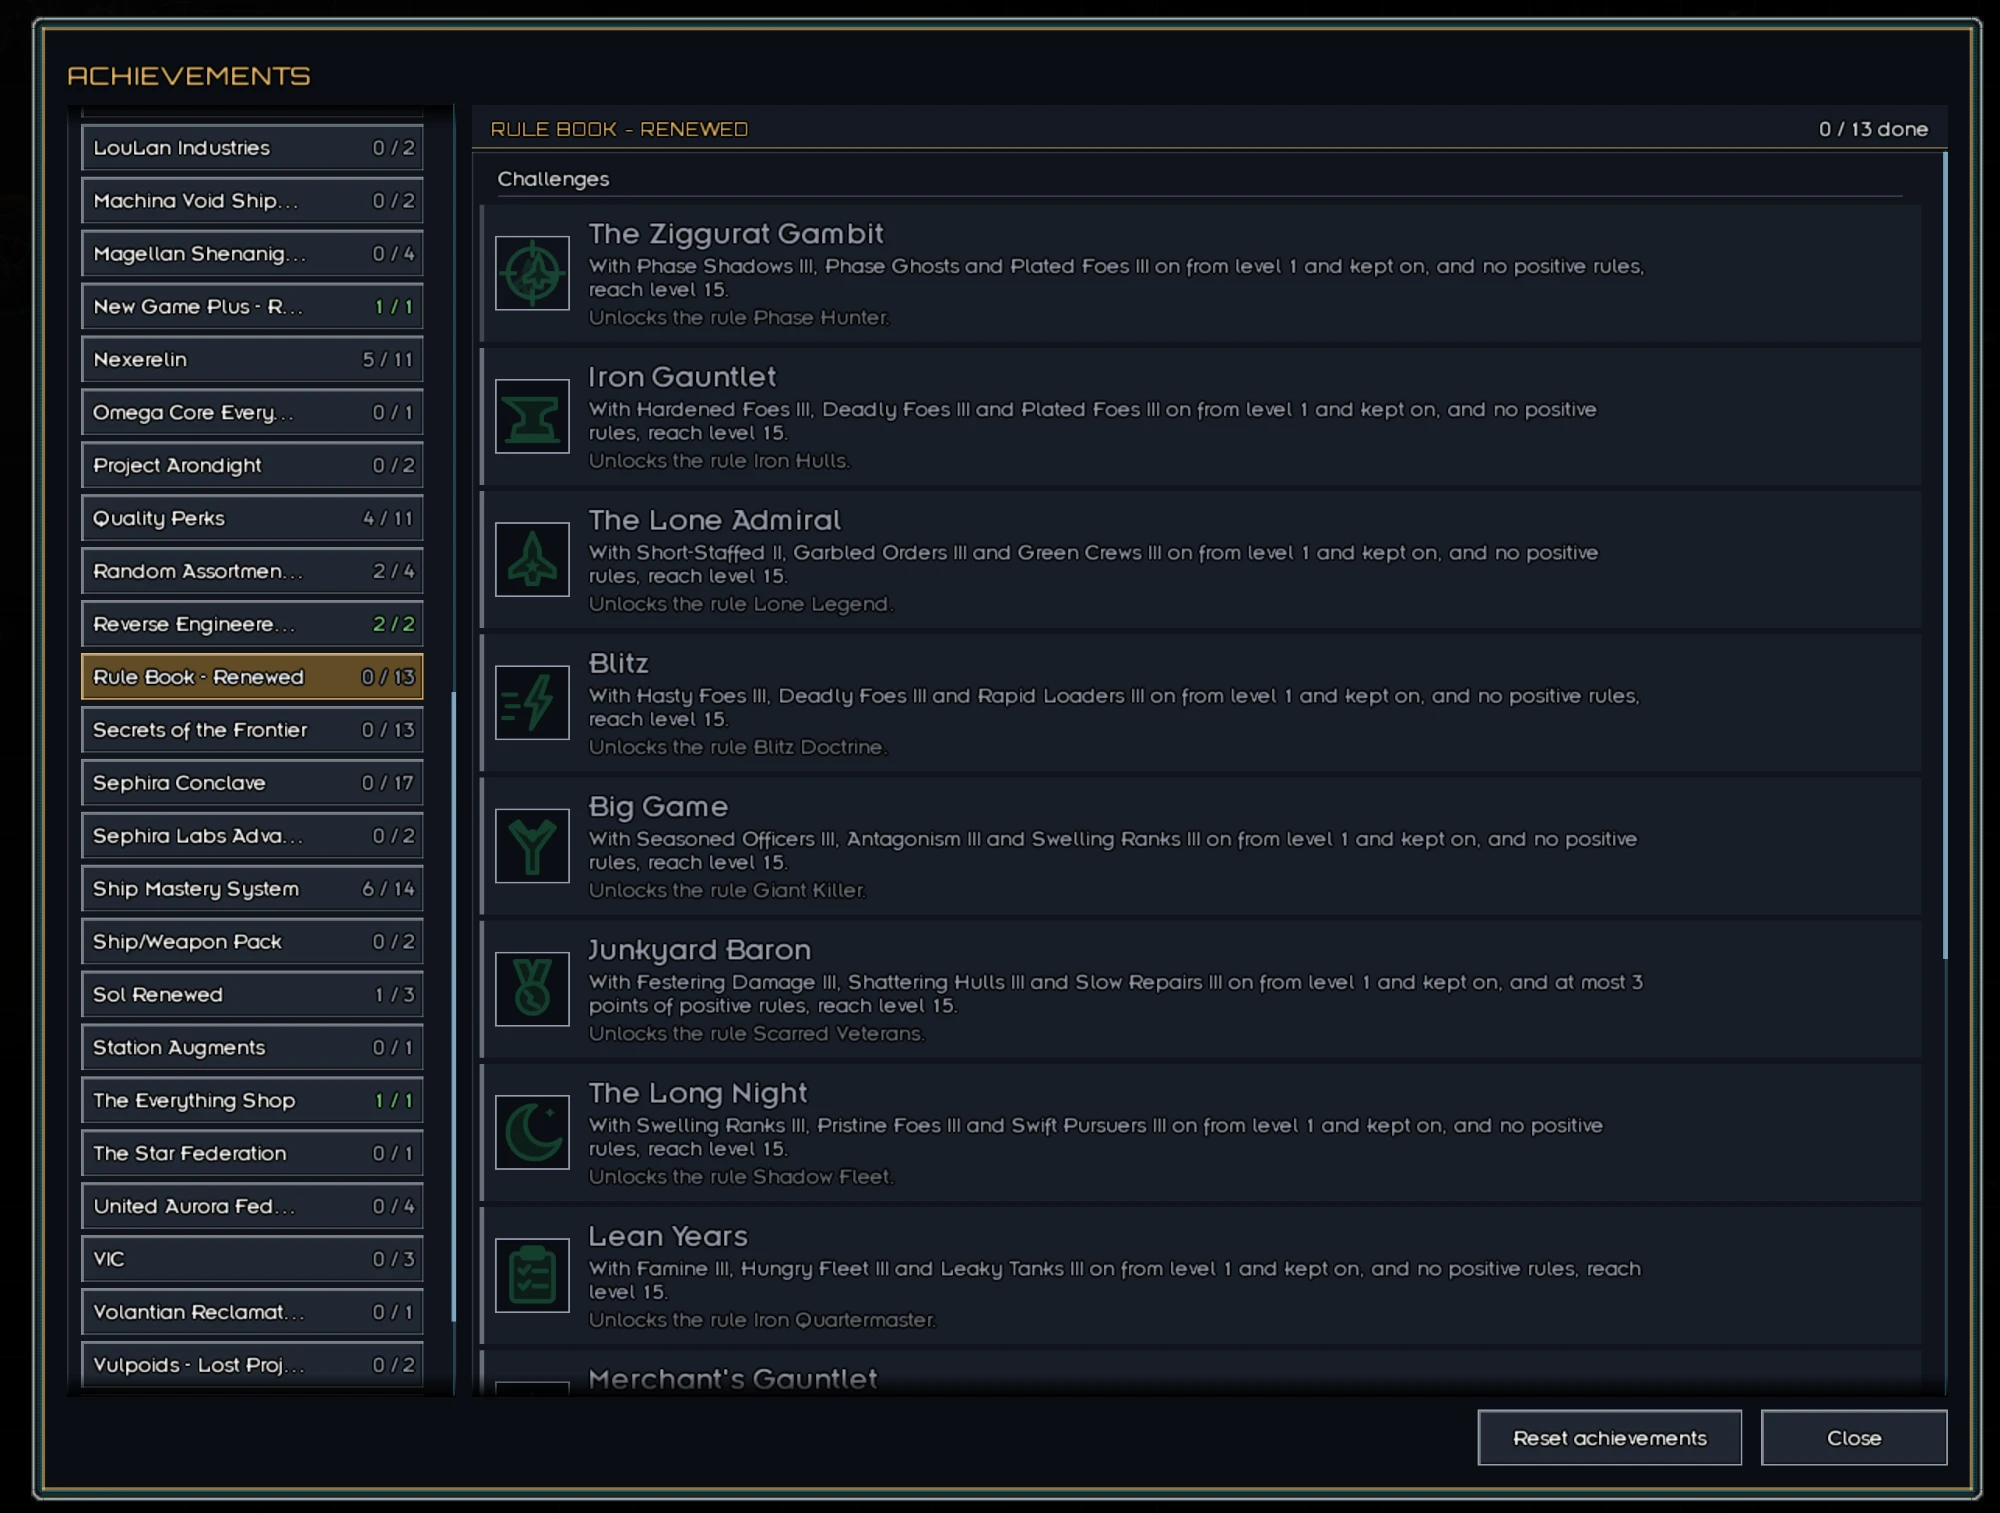 ACHIEVEMENTS
LouLan Industries 0 / 2
Machina Void Ship... 0 / 2
Magellan Shenanig... 0 / 4
New Game Plus - R... 1 / 1
Nexerelin 5 / 11
Omega Core Every... 0 / 1
Project Arondight 0 / 2
Quality Perks 4 / 11
Random Assortmen... 2 / 4
Reverse Engineere... 2 / 2
Rule Book - Renewed 0 / 13
Secrets of the Frontier 0 / 13
Sephira Conclave 0 / 17
Sephira Labs Adva... 0 / 2
Ship Mastery System 6 / 14
Ship/Weapon Pack 0 / 2
Sol Renewed 1 / 3
Station Augments 0 / 1
The Everything Shop 1 / 1
The Star Federation 0 / 1
United Aurora Fed... 0 / 4
VIC 0 / 3
Volantian Reclamat... 0 / 1
Vulpoids - Lost Proj... 0 / 2
RULE BOOK - RENEWED 0 / 13 done
Challenges
The Ziggurat Gambit
With Phase Shadows III, Phase Ghosts and Plated Foes III on from level 1 and kept on, and no positive rules,
reach level 15.
Unlocks the rule Phase Hunter.
Iron Gauntlet
With Hardened Foes III, Deadly Foes III and Plated Foes III on from level 1 and kept on, and no positive
rules, reach level 15.
Unlocks the rule Iron Hulls.
The Lone Admiral
With Short-Staffed II, Garbled Orders III and Green Crews III on from level 1 and kept on, and no positive
rules, reach level 15.
Unlocks the rule Lone Legend.
Blitz
With Hasty Foes III, Deadly Foes III and Rapid Loaders III on from level 1 and kept on, and no positive rules,
reach level 15.
Unlocks the rule Blitz Doctrine.
Big Game
With Seasoned Officers III, Antagonism III and Swelling Ranks III on from level 1 and kept on, and no positive
rules, reach level 15.
Unlocks the rule Giant Killer.
Junkyard Baron
With Festering Damage III, Shattering Hulls III and Slow Repairs III on from level 1 and kept on, and at most 3
points of positive rules, reach level 15.
Unlocks the rule Scarred Veterans.
The Long Night
With Swelling Ranks III, Pristine Foes III and Swift Pursuers III on from level 1 and kept on, and no positive
rules, reach level 15.
Unlocks the rule Shadow Fleet.
Lean Years
With Famine III, Hungry Fleet III and Leaky Tanks III on from level 1 and kept on, and no positive rules, reach
level 15.
Unlocks the rule Iron Quartermaster.
Merchant's Gauntlet
Reset achievements
Close